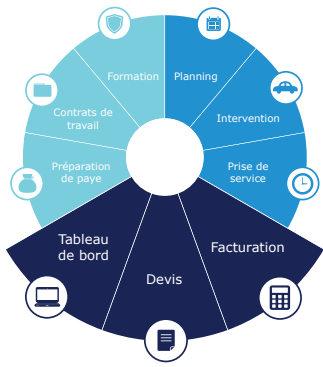 Formation
Planning
Contrats de
travail
Intervention
Préparation
de paye
Prise de
service
Tableau
de bord
Facturation
Devis